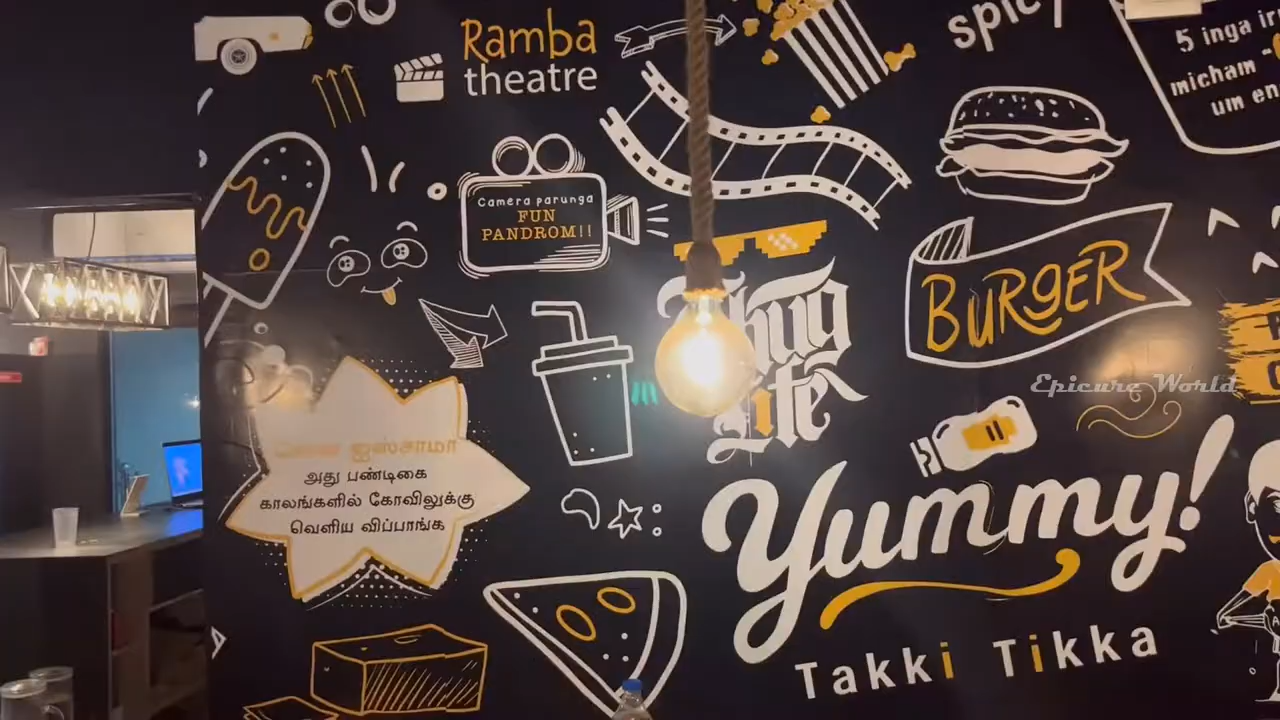 Ramba
theatre
spicy
5 inga
micham -
um en
Camera parunga
FUN
PANDROM!!
Thug
Life
BURGER
Epicure World
ஐஸ்சாமா
அது பண்டிகை
காலங்களில் கோவிலுக்கு
வெளிய விப்பாங்க
Yummy!
Takki Tikka